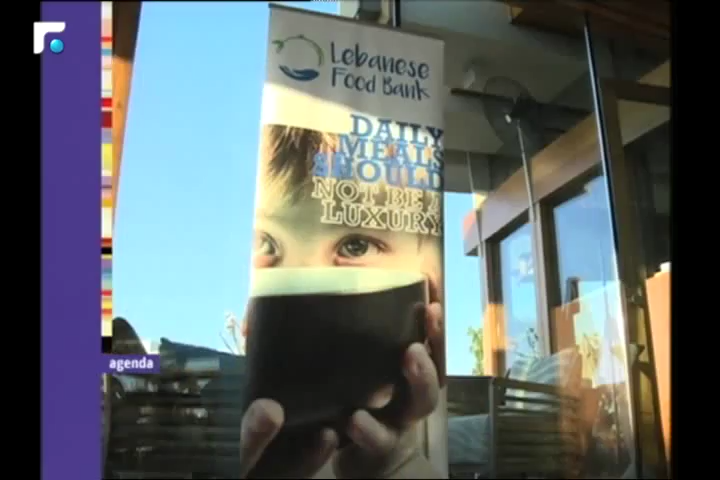 Lebanese
Food Bank
DAILY
MEALS
SHOULD
NOT BE A
LUXURY
agenda